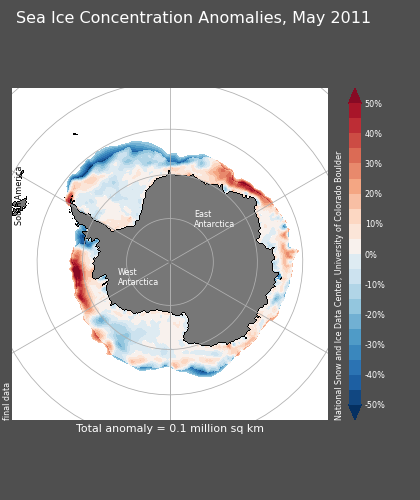 Sea Ice Concentration Anomalies, May 2011
South America
East
Antarctica
West
Antarctica
50%
40%
30%
20%
10%
0%
-10%
-20%
-30%
-40%
-50%
National Snow and Ice Data Center, University of Colorado Boulder
final data
Total anomaly = 0.1 million sq km